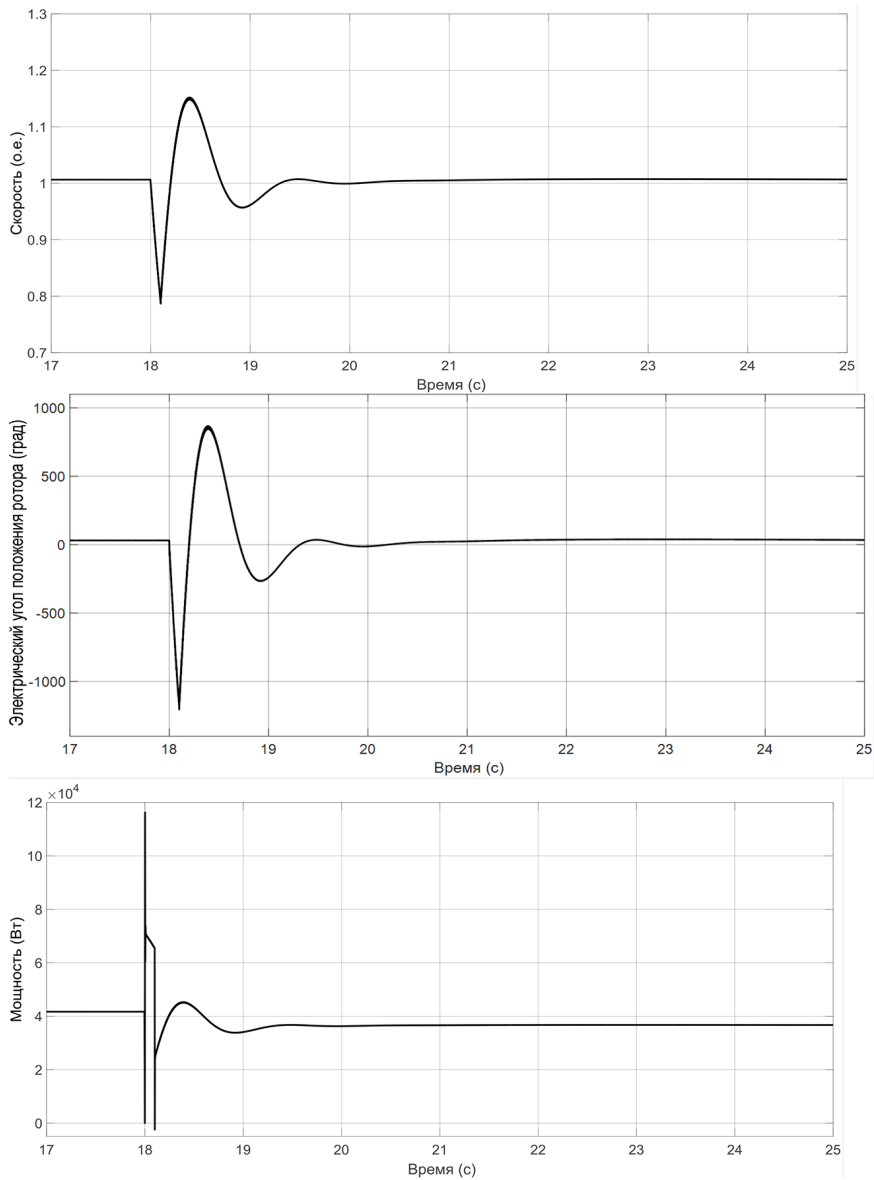 1.3
1.2
1.1
1
0.9
0.8
0.7
Скорость (о.е.)
17 18 19 20 21 22 23 24 25
Время (с)
1000
500
0
-500
-1000
Электрический угол положения ротора (град)
17 18 19 20 21 22 23 24 25
Время (с)
×10⁴
12
10
8
6
4
2
0
Мощность (Вт)
17 18 19 20 21 22 23 24 25
Время (с)